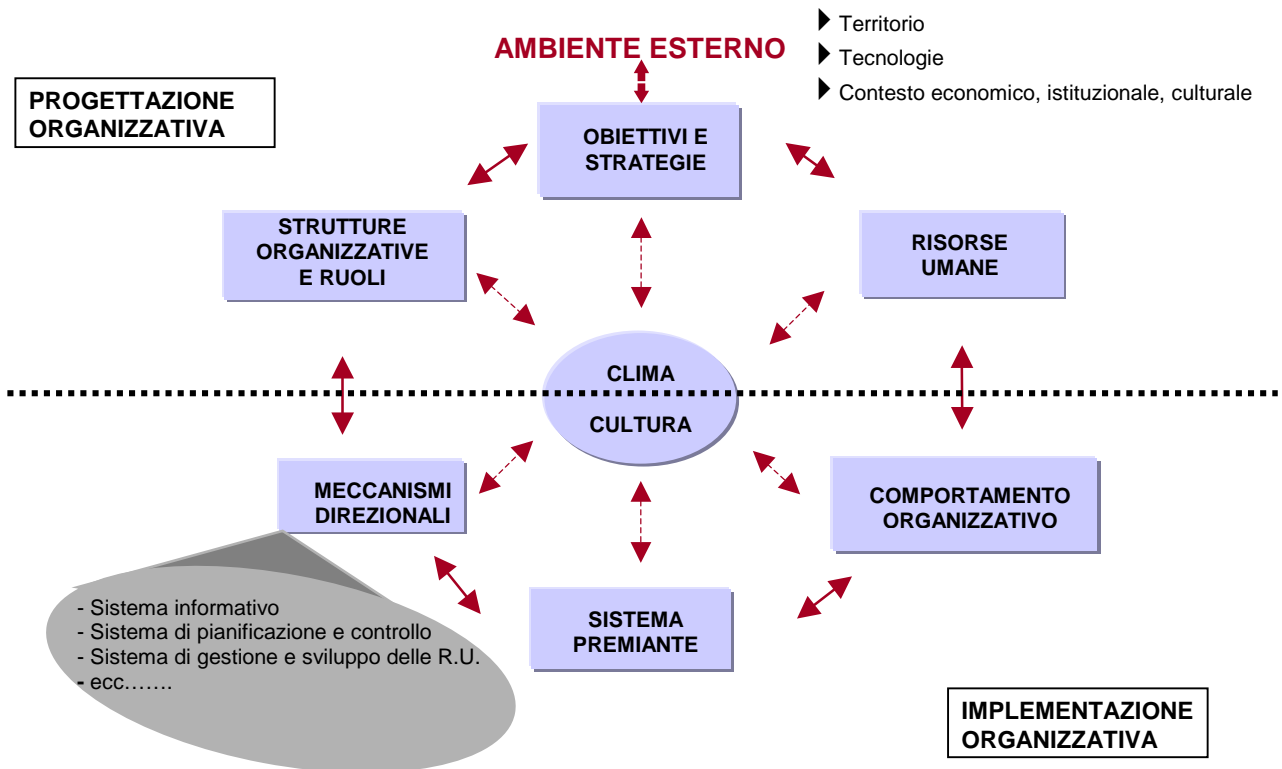 AMBIENTE ESTERNO
Territorio
Tecnologie
Contesto economico, istituzionale, culturale
PROGETTAZIONE
ORGANIZZATIVA
OBIETTIVI E
STRATEGIE
STRUTTURE
ORGANIZZATIVE
E RUOLI
RISORSE
UMANE
CLIMA
CULTURA
MECCANISMI
DIREZIONALI
COMPORTAMENTO
ORGANIZZATIVO
SISTEMA
PREMIANTE
- Sistema informativo
- Sistema di pianificazione e controllo
- Sistema di gestione e sviluppo delle R.U.
- ecc…….
IMPLEMENTAZIONE
ORGANIZZATIVA